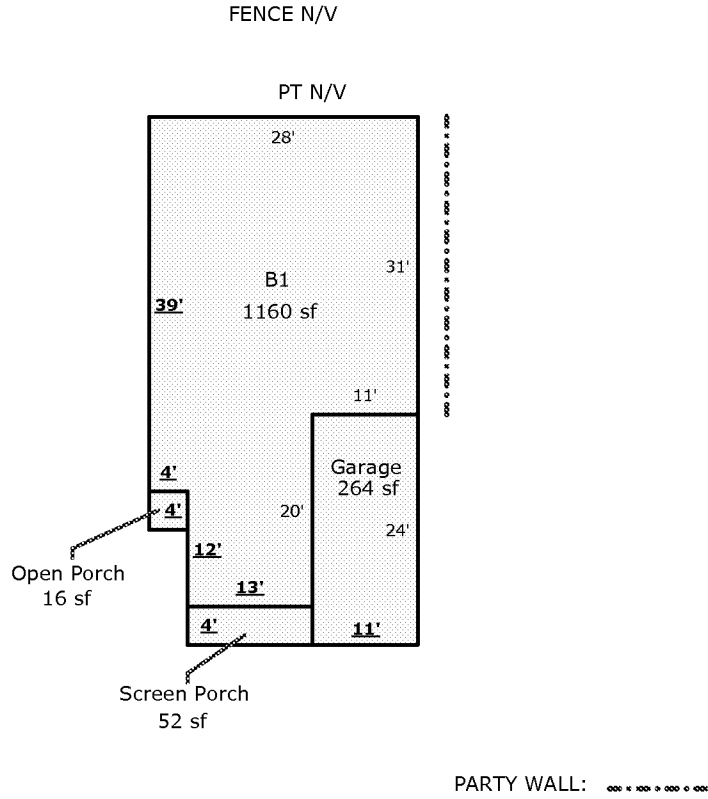 FENCE N/V
PT N/V
28'
31'
B1
39'
1160 sf
11'
Garage
4'
264 sf
4'
20'
24'
12'
Open Porch
13'
16 sf
4'
11'
Screen Porch
52 sf
PARTY WALL: